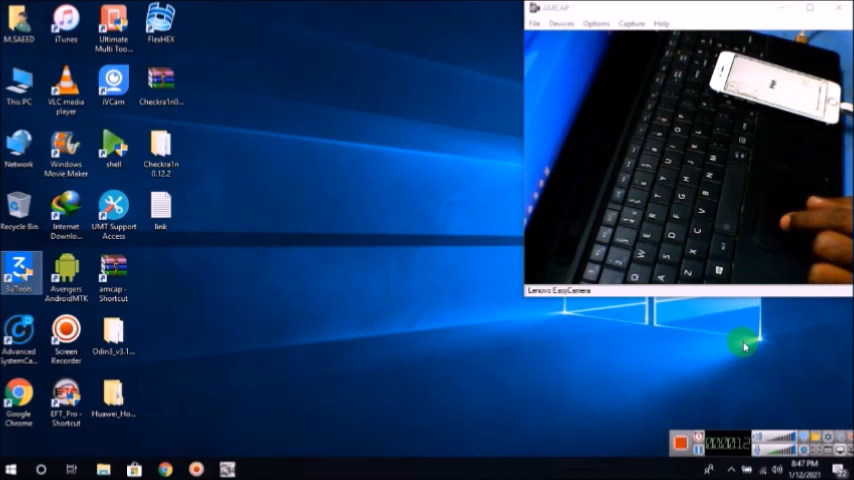 M.SAEED
iTunes
Ultimate
Multi Too...
FlexHEX
This PC
VLC media
player
iVCam
Checkra1n0...
Network
Windows
Movie Maker
shell
Checkra1n
0.12.2
Recycle Bin
Internet
Downlo...
UMT Support
Access
link
3uTools
Avengers
AndroidMTK
amcap -
Shortcut
Advanced
SystemCa...
Screen
Recorder
Odin3_v3.1...
Google
Chrome
EFT_Pro -
Shortcut
Huawei_Ho...
AMCAP
File Devices Options Capture Help
Lenovo EasyCamera
000012
8:47 PM
1/12/2021